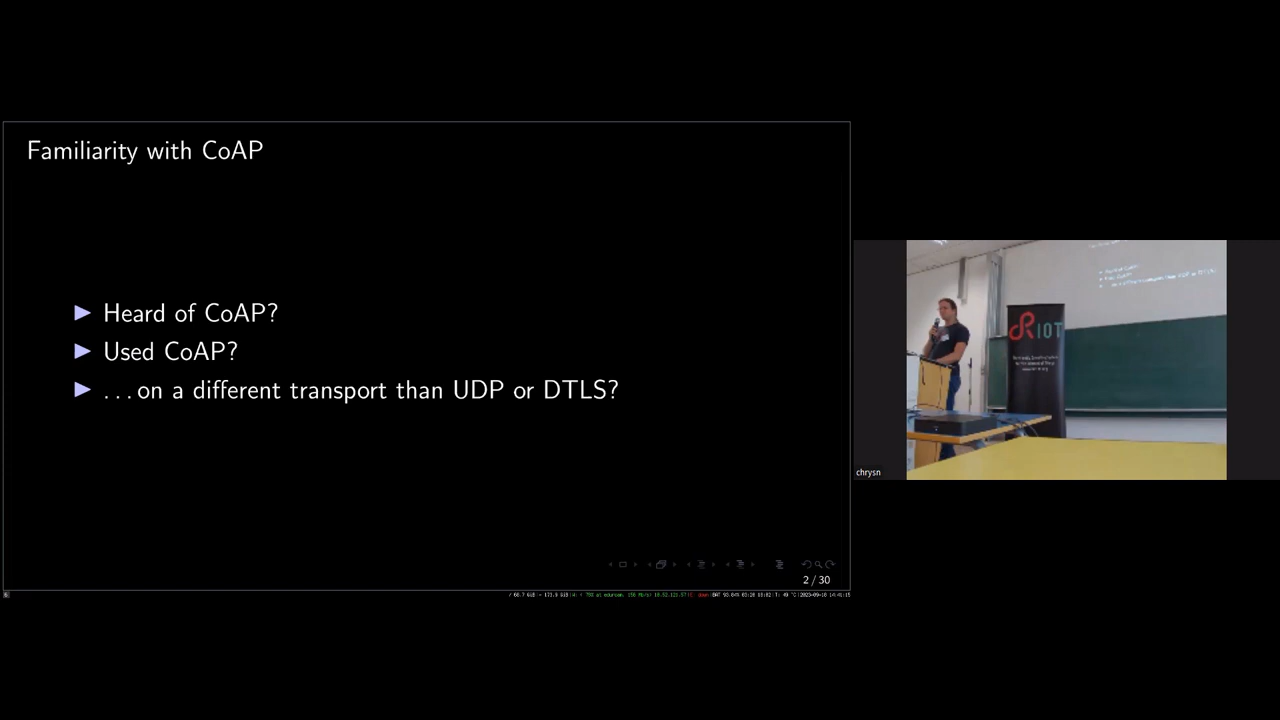 Familiarity with CoAP
▶ Heard of CoAP?
▶ Used CoAP?
▶ ...on a different transport than UDP or DTLS?
2 / 30
RIOT
chrysn